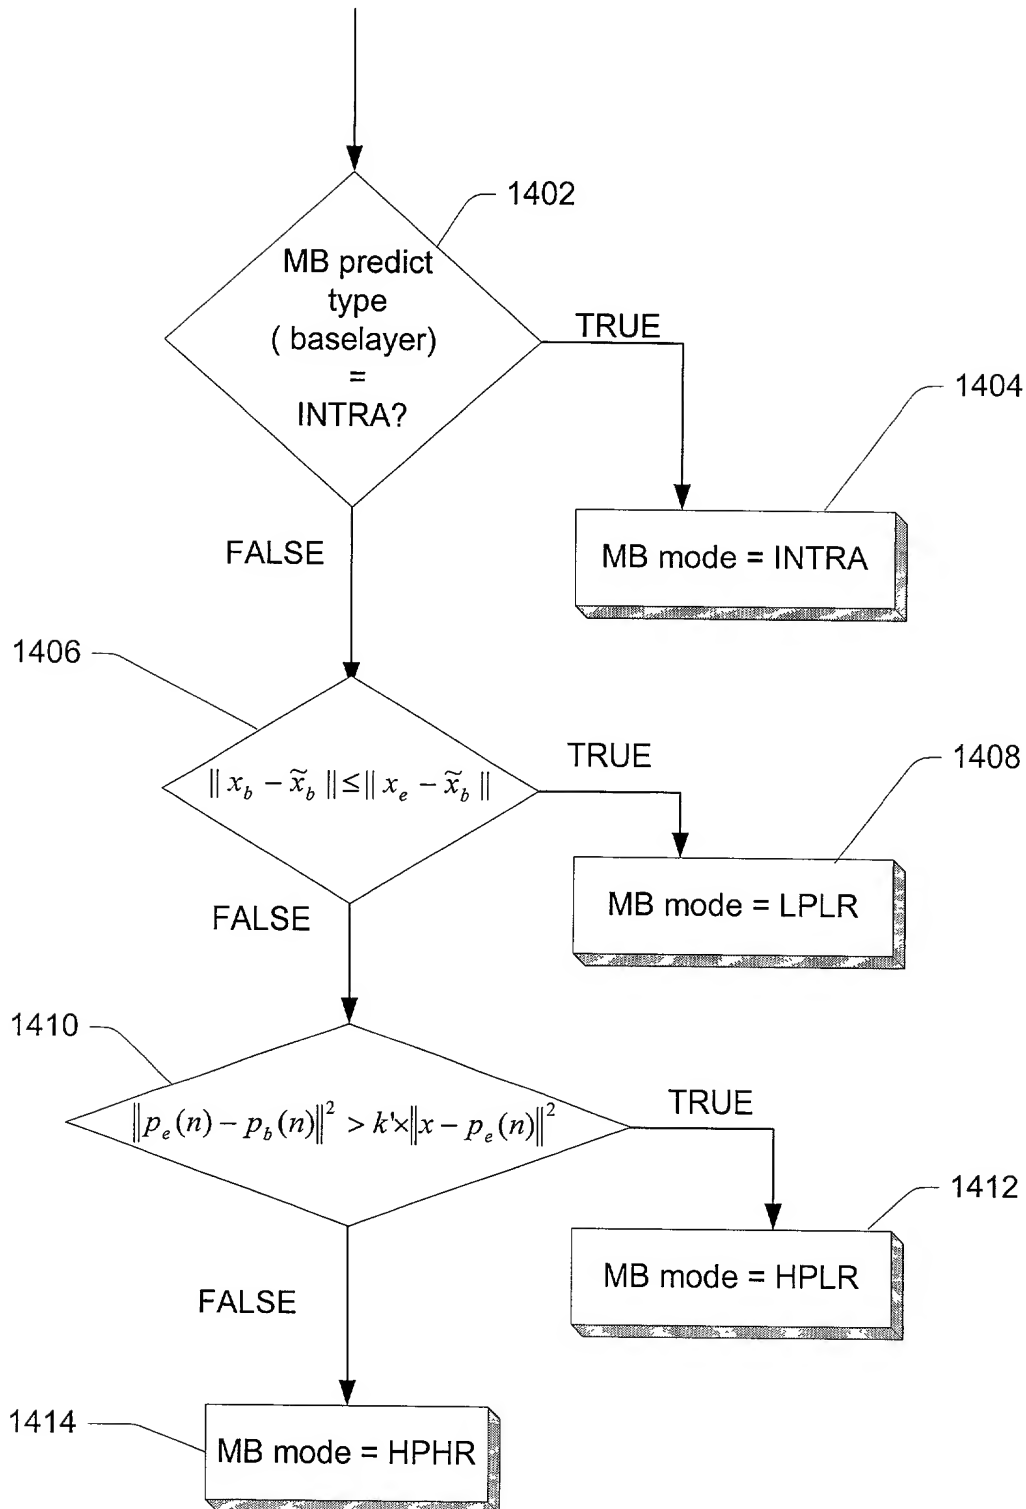 1402
MB predict
type
( baselayer)
=
INTRA?
TRUE
1404
MB mode = INTRA
FALSE
1406
|| x_b − x̃_b || ≤ || x_e − x̃_b ||
TRUE
1408
MB mode = LPLR
FALSE
1410
‖p_e(n) − p_b(n)‖² > k'×‖x − p_e(n)‖²
TRUE
1412
MB mode = HPLR
FALSE
1414
MB mode = HPHR